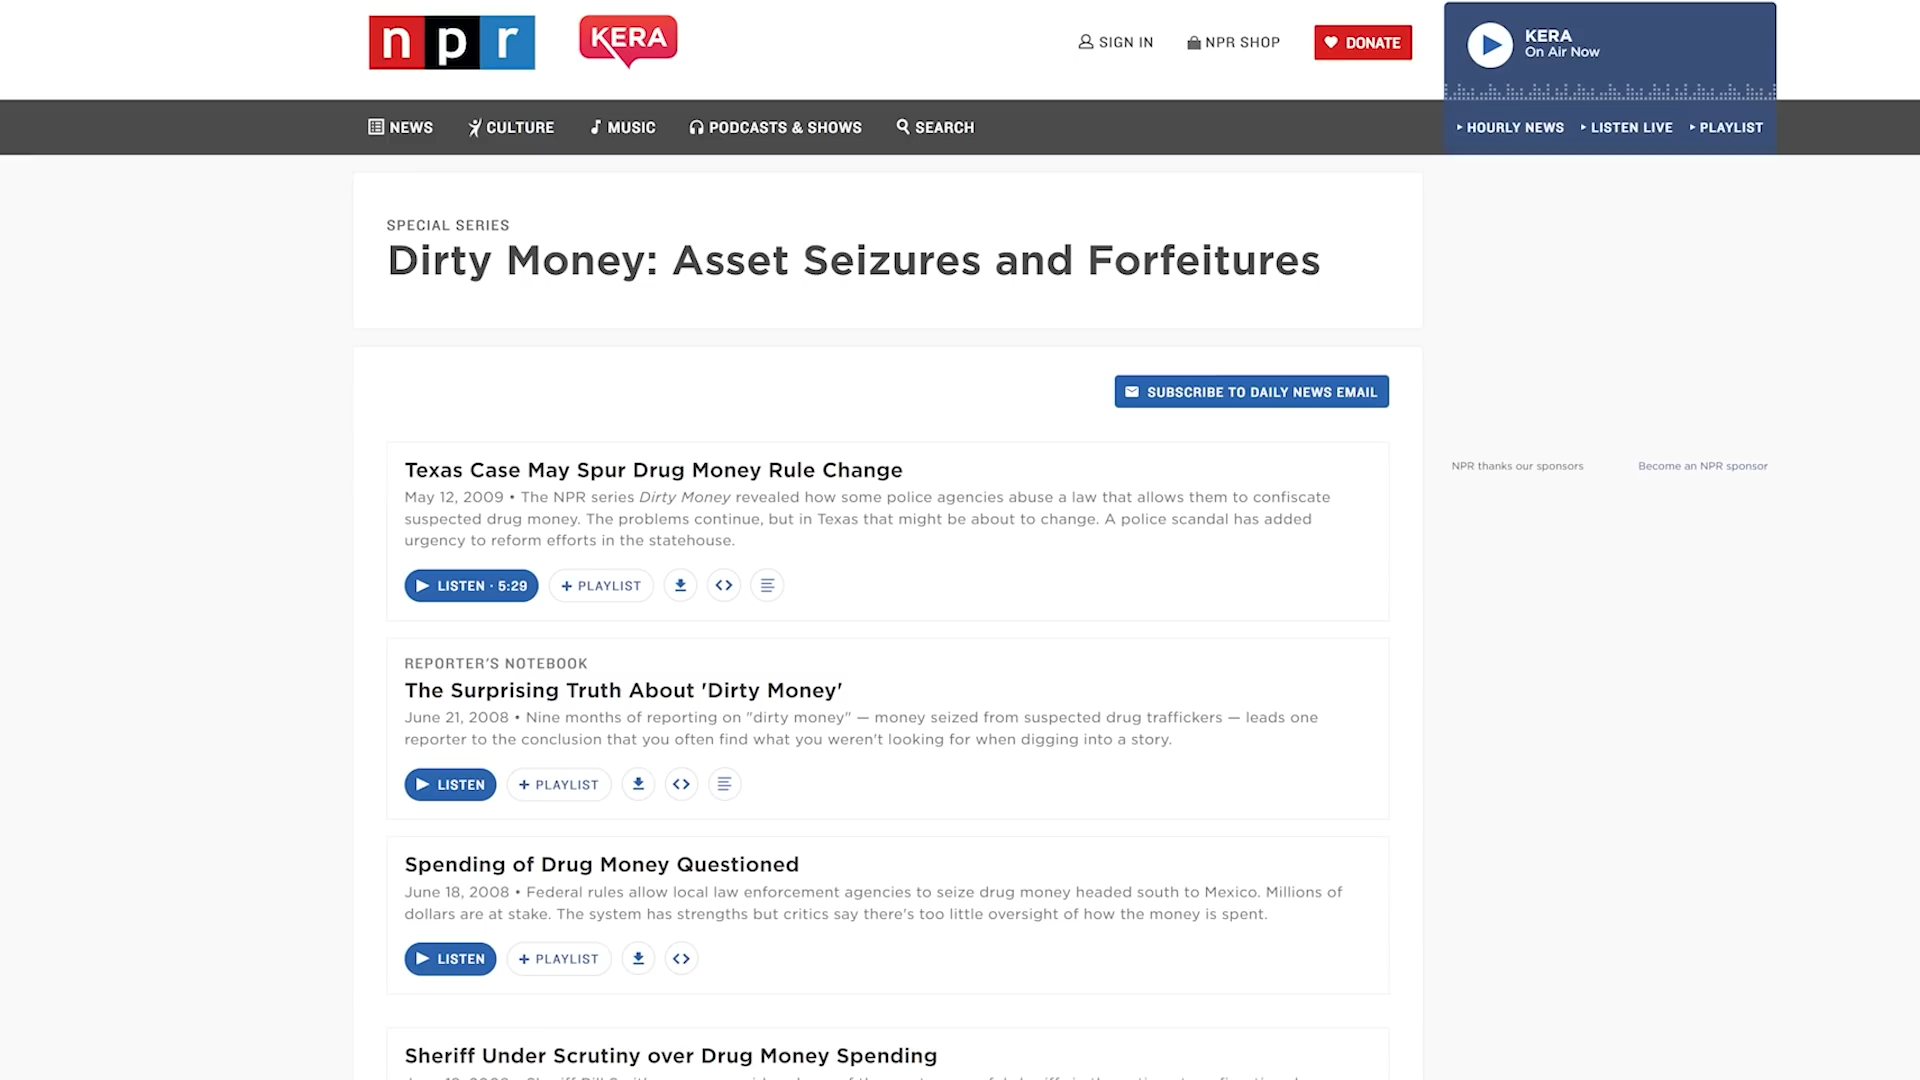 npr
KERA
SIGN IN
NPR SHOP
DONATE
KERA
On Air Now
NEWS
CULTURE
MUSIC
PODCASTS & SHOWS
SEARCH
HOURLY NEWS
LISTEN LIVE
PLAYLIST
SPECIAL SERIES
Dirty Money: Asset Seizures and Forfeitures
SUBSCRIBE TO DAILY NEWS EMAIL
Texas Case May Spur Drug Money Rule Change
May 12, 2009 • The NPR series Dirty Money revealed how some police agencies abuse a law that allows them to confiscate
suspected drug money. The problems continue, but in Texas that might be about to change. A police scandal has added
urgency to reform efforts in the statehouse.
LISTEN · 5:29
+ PLAYLIST
NPR thanks our sponsors
Become an NPR sponsor
REPORTER'S NOTEBOOK
The Surprising Truth About 'Dirty Money'
June 21, 2008 • Nine months of reporting on "dirty money" — money seized from suspected drug traffickers — leads one
reporter to the conclusion that you often find what you weren't looking for when digging into a story.
LISTEN
+ PLAYLIST
Spending of Drug Money Questioned
June 18, 2008 • Federal rules allow local law enforcement agencies to seize drug money headed south to Mexico. Millions of
dollars are at stake. The system has strengths but critics say there's too little oversight of how the money is spent.
LISTEN
+ PLAYLIST
Sheriff Under Scrutiny over Drug Money Spending